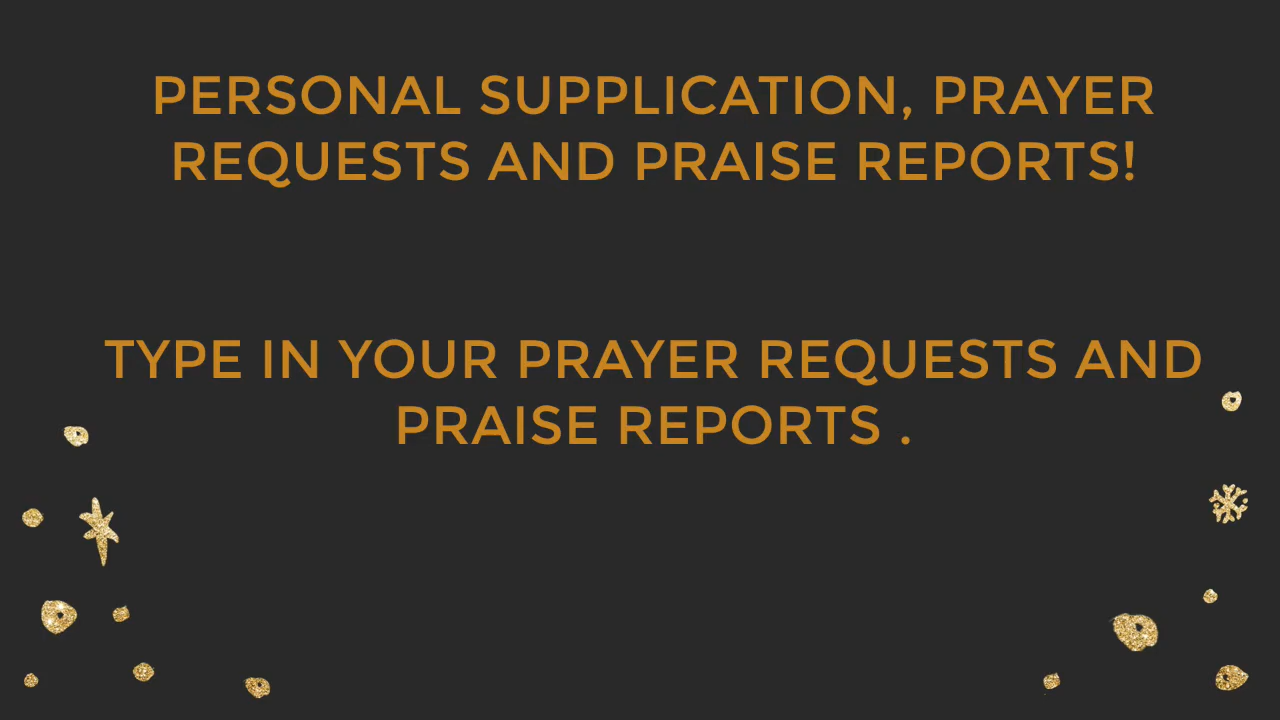 PERSONAL SUPPLICATION, PRAYER
REQUESTS AND PRAISE REPORTS!
TYPE IN YOUR PRAYER REQUESTS AND
PRAISE REPORTS .